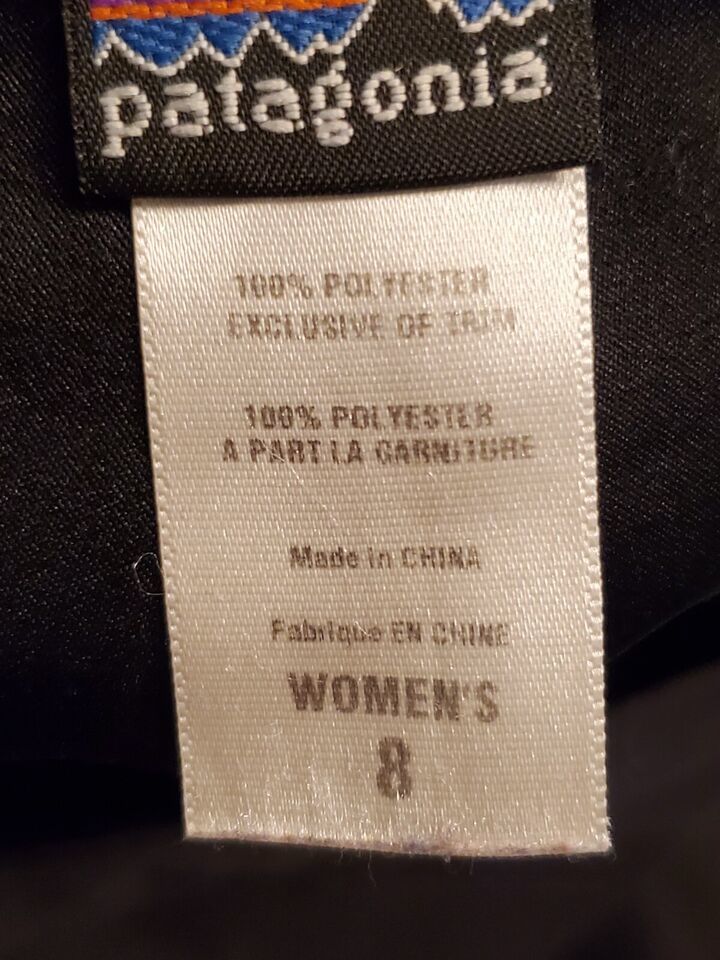 patagonia
100% POLYESTER
EXCLUSIVE OF TRIM
100% POLYESTER
A PART LA GARNITURE
Made in CHINA
Fabriqué EN CHINE
WOMEN'S
8